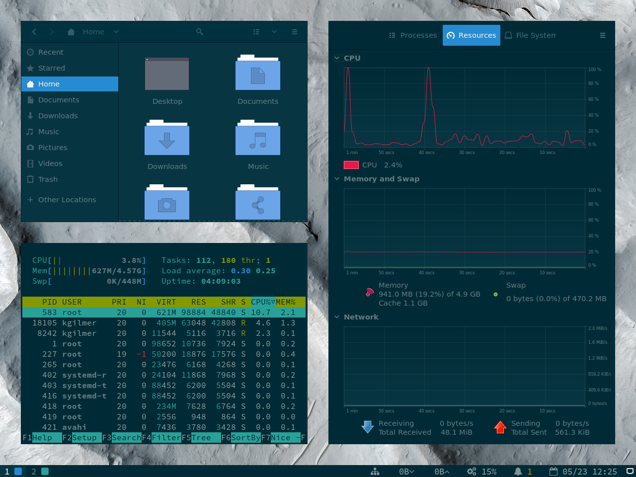 Home
Recent
Starred
Home
Documents
Downloads
Music
Pictures
Videos
Trash
Other Locations
Desktop
Documents
Downloads
Music
CPU[|| 3.8%] Tasks: 112, 180 thr; 1
Mem[||||||||627M/4.57G] Load average: 0.30 0.25
Swp[ 0K/448M] Uptime: 04:09:03
PID USER PRI NI VIRT RES SHR S CPU%▽MEM%
583 root 20 0 621M 98884 48840 S 10.7 2.1
18105 kgilmer 20 0 405M 63048 42808 R 4.6 1.3
8242 kgilmer 20 0 11544 5116 3716 R 2.3 0.1
1 root 20 0 98652 10736 7924 S 0.0 0.2
227 root 19 -1 50200 18876 17576 S 0.0 0.4
265 root 20 0 23476 6168 4268 S 0.0 0.1
402 systemd-r 20 0 24104 11868 7968 S 0.0 0.2
403 systemd-t 20 0 88452 6200 5504 S 0.0 0.1
416 systemd-t 20 0 88452 6200 5504 S 0.0 0.1
418 root 20 0 234M 7628 6764 S 0.0 0.2
419 root 20 0 2556 948 864 S 0.0 0.0
421 avahi 20 0 3780 3428 S 0.0 0.1
F1Help F2Setup F3SearchF4FilterF5Tree F6SortByF7Nice -F
Processes Resources File System
CPU
100 %
80 %
60 %
40 %
20 %
0 %
1 min 50 secs 40 secs 30 secs 20 secs 10 secs
CPU 2.4%
Memory and Swap
100 %
80 %
60 %
40 %
20 %
0 %
1 min 50 secs 40 secs 30 secs 20 secs 10 secs
Memory
941.0 MB (19.2%) of 4.9 GB
Cache 1.1 GB
Swap
0 bytes (0.0%) of 470.2 MB
Network
2.0 MiB/s
1.6 MiB/s
1.2 MiB/s
819.2 KiB/s
409.6 KiB/s
0 bytes/s
1 min 50 secs 40 secs 30 secs 20 secs 10 secs
Receiving 0 bytes/s
Total Received 48.1 MiB
Sending 0 bytes/s
Total Sent 561.3 KiB
1 2 0B 0B 15% 1 05/23 12:25